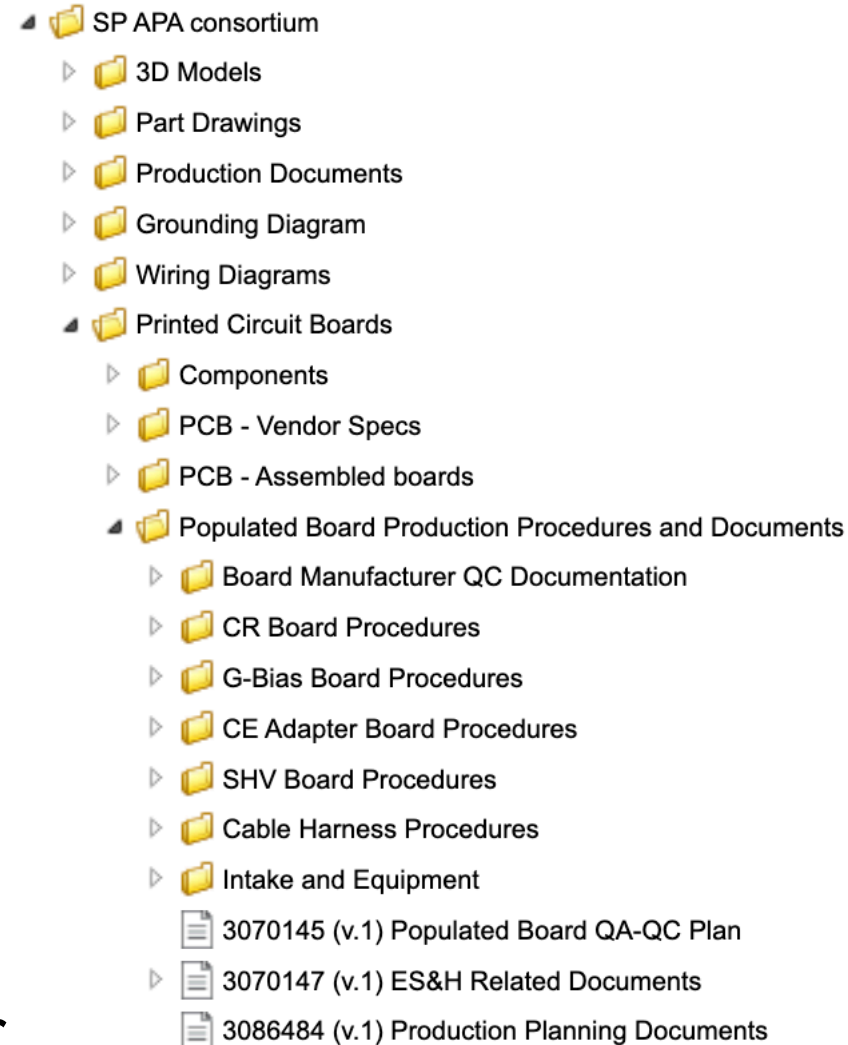 SP APA consortium
3D Models
Part Drawings
Production Documents
Grounding Diagram
Wiring Diagrams
Printed Circuit Boards
Components
PCB - Vendor Specs
PCB - Assembled boards
Populated Board Production Procedures and Documents
Board Manufacturer QC Documentation
CR Board Procedures
G-Bias Board Procedures
CE Adapter Board Procedures
SHV Board Procedures
Cable Harness Procedures
Intake and Equipment
3070145 (v.1) Populated Board QA-QC Plan
3070147 (v.1) ES&H Related Documents
3086484 (v.1) Production Planning Documents